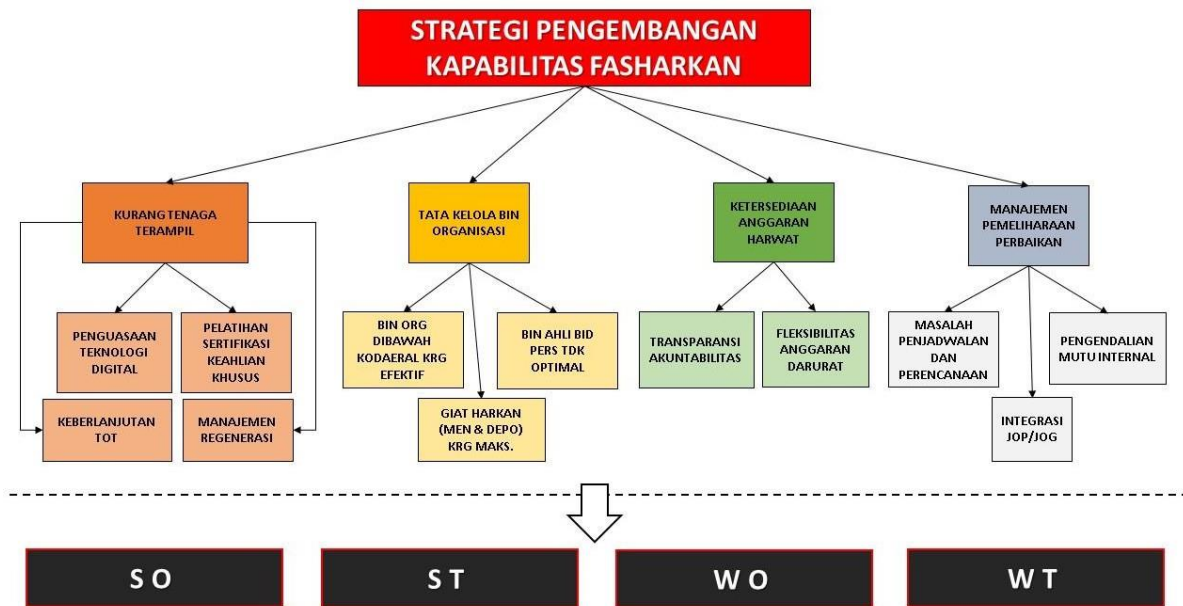 STRATEGI PENGEMBANGAN
KAPABILITAS FASHARKAN
KURANG TENAGA
TERAMPIL
TATA KELOLA BIN
ORGANISASI
KETERSEDIAAN
ANGGARAN
HARWAT
MANAJEMEN
PEMELIHARAAN
PERBAIKAN
PENGUASAAN
TEKNOLOGI
DIGITAL
PELATIHAN
SERTIFIKASI
KEAHLIAN
KHUSUS
KEBERLANJUTAN
TOT
MANAJEMEN
REGENERASI
BIN ORG
DIBAWAH
KODAERAL KRG
EFEKTIF
BIN AHLI BID
PERS TDK
OPTIMAL
GIAT HARKAN
(MEN & DEPO)
KRG MAKS.
TRANSPARANSI
AKUNTABILITAS
FLEKSIBILITAS
ANGGARAN
DARURAT
MASALAH
PENJADWALAN
DAN
PERENCANAAN
PENGENDALIAN
MUTU INTERNAL
INTEGRASI
JOP/JOG
S O
S T
W O
W T